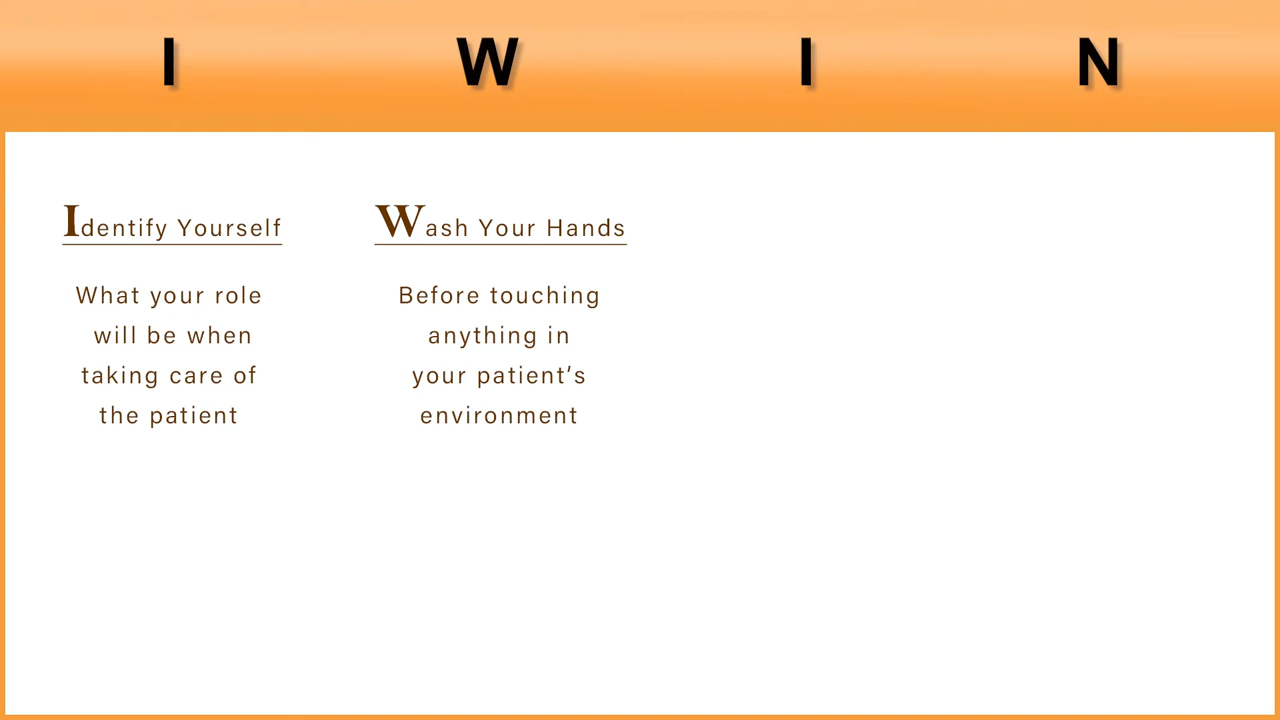 I W I N
Identify Yourself
What your role
will be when
taking care of
the patient
Wash Your Hands
Before touching
anything in
your patient’s
environment